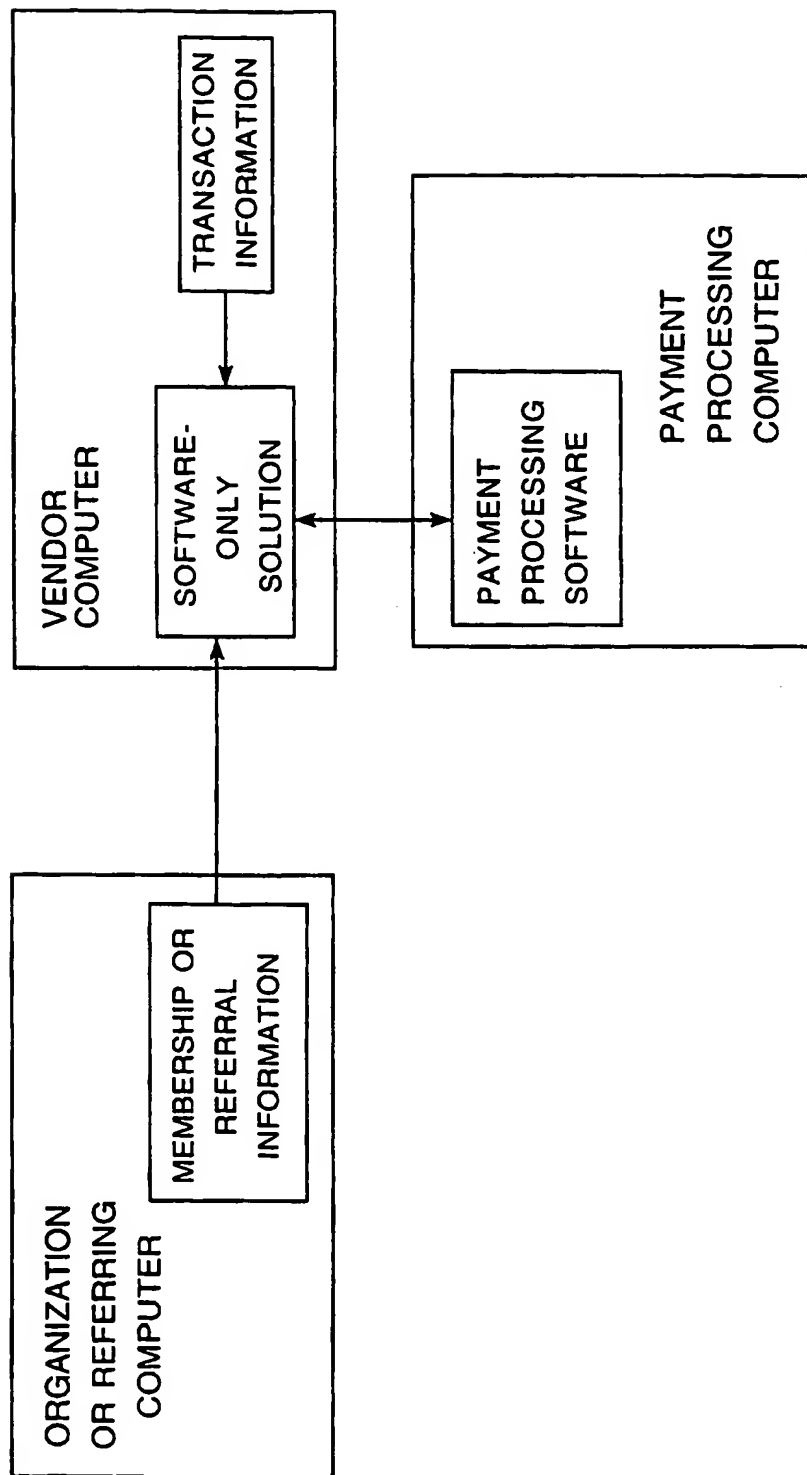 ORGANIZATION
OR REFERRING
COMPUTER
MEMBERSHIP OR
REFERRAL
INFORMATION
VENDOR
COMPUTER
SOFTWARE-
ONLY
SOLUTION
TRANSACTION
INFORMATION
PAYMENT
PROCESSING
SOFTWARE
PAYMENT
PROCESSING
COMPUTER